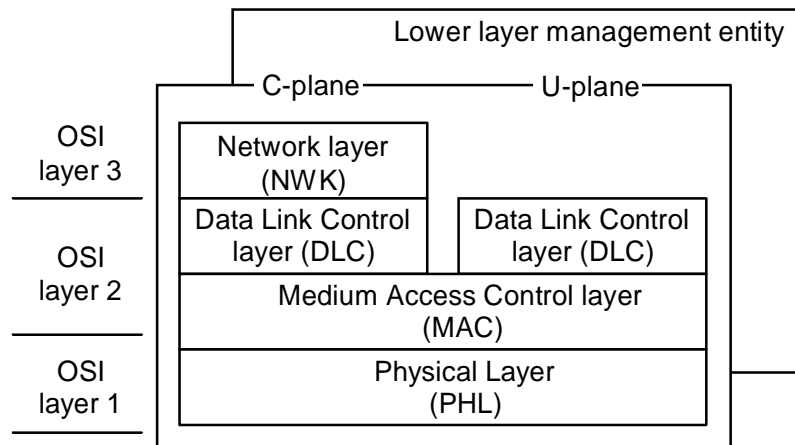 Lower layer management entity
C-plane
U-plane
OSI
layer 3
Network layer
(NWK)
OSI
layer 2
Data Link Control
layer (DLC)
Data Link Control
layer (DLC)
Medium Access Control layer
(MAC)
OSI
layer 1
Physical Layer
(PHL)